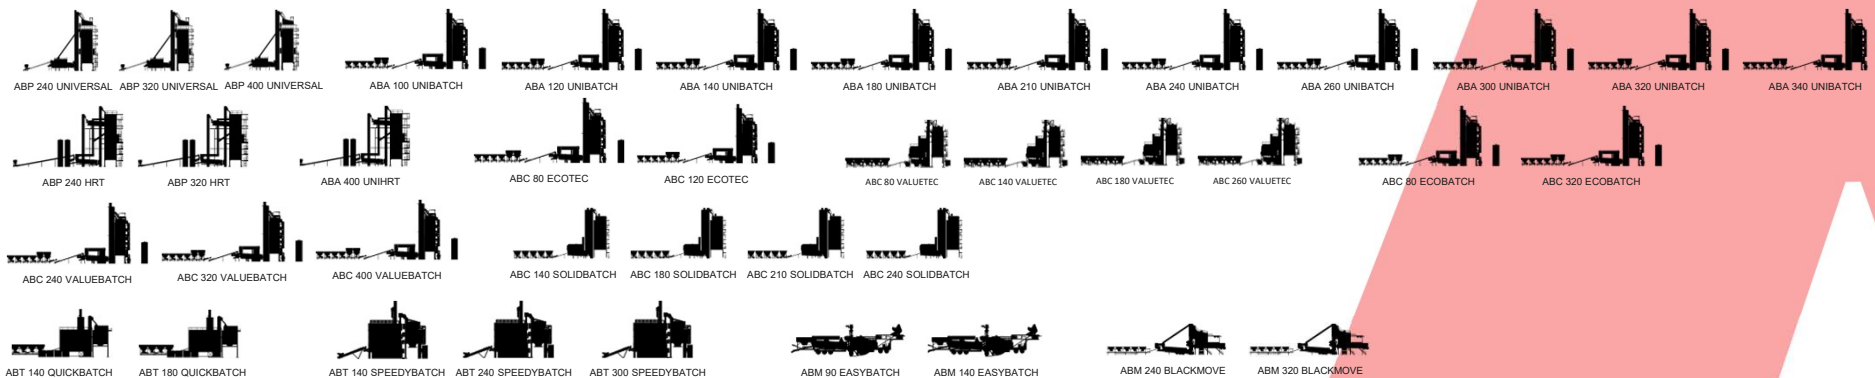 ABP 240 UNIVERSAL ABP 320 UNIVERSAL ABP 400 UNIVERSAL ABA 100 UNIBATCH ABA 120 UNIBATCH ABA 140 UNIBATCH ABA 180 UNIBATCH ABA 210 UNIBATCH ABA 240 UNIBATCH ABA 260 UNIBATCH ABA 300 UNIBATCH ABA 320 UNIBATCH ABA 340 UNIBATCH
ABP 240 HRT ABP 320 HRT ABA 400 UNIHRT ABC 80 ECOTEC ABC 120 ECOTEC ABC 80 VALUETEC ABC 140 VALUETEC ABC 180 VALUETEC ABC 260 VALUETEC ABC 80 ECOBATCH ABC 320 ECOBATCH
ABC 240 VALUEBATCH ABC 320 VALUEBATCH ABC 400 VALUEBATCH ABC 140 SOLIDBATCH ABC 180 SOLIDBATCH ABC 210 SOLIDBATCH ABC 240 SOLIDBATCH
ABT 140 QUICKBATCH ABT 180 QUICKBATCH ABT 140 SPEEDYBATCH ABT 240 SPEEDYBATCH ABT 300 SPEEDYBATCH ABM 90 EASYBATCH ABM 140 EASYBATCH ABM 240 BLACKMOVE ABM 320 BLACKMOVE